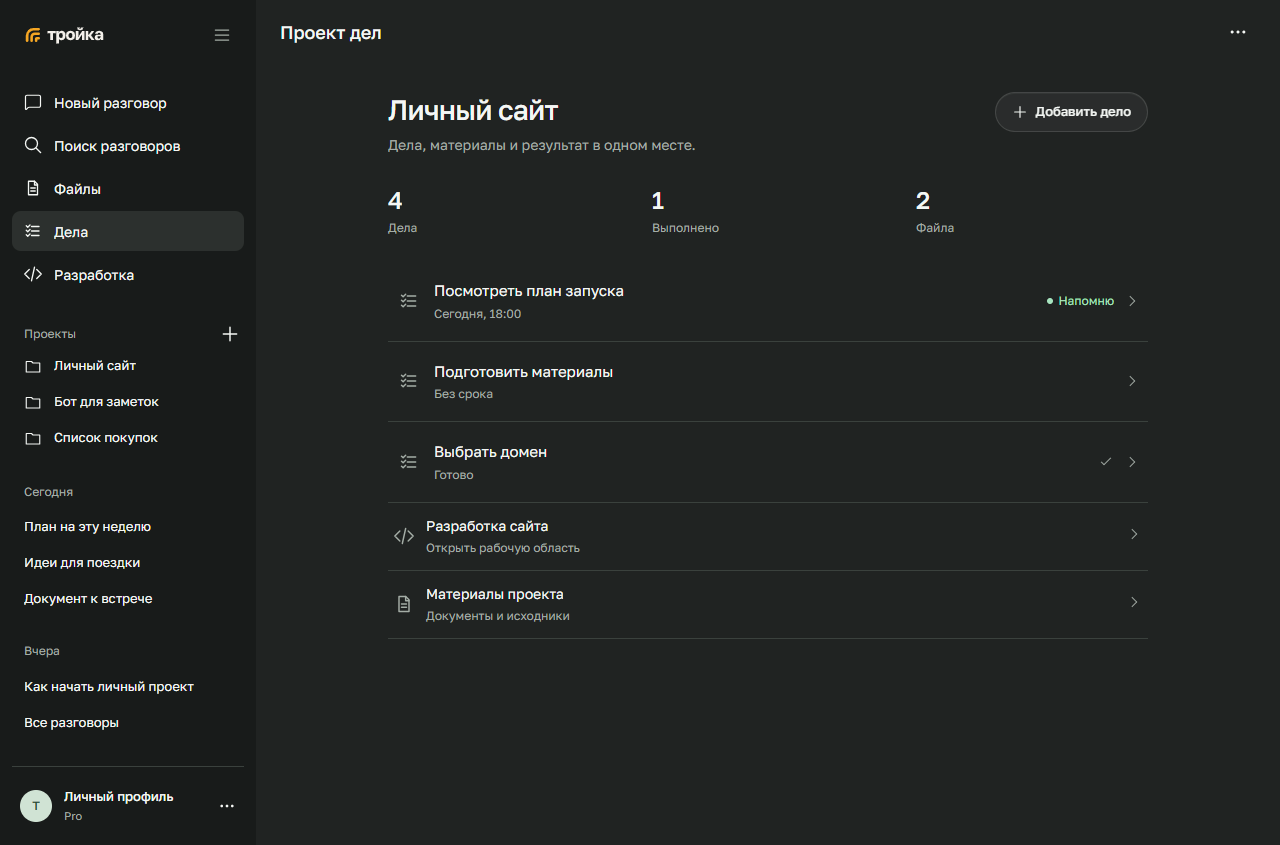 тройка
Новый разговор
Поиск разговоров
Файлы
Дела
Разработка
Проекты
Личный сайт
Бот для заметок
Список покупок
Сегодня
План на эту неделю
Идеи для поездки
Документ к встрече
Вчера
Как начать личный проект
Все разговоры
Т
Личный профиль
Pro
Проект дел
Личный сайт
Добавить дело
Дела, материалы и результат в одном месте.
4
Дела
1
Выполнено
2
Файла
Посмотреть план запуска
Сегодня, 18:00
Напомню
Подготовить материалы
Без срока
Выбрать домен
Готово
Разработка сайта
Открыть рабочую область
Материалы проекта
Документы и исходники